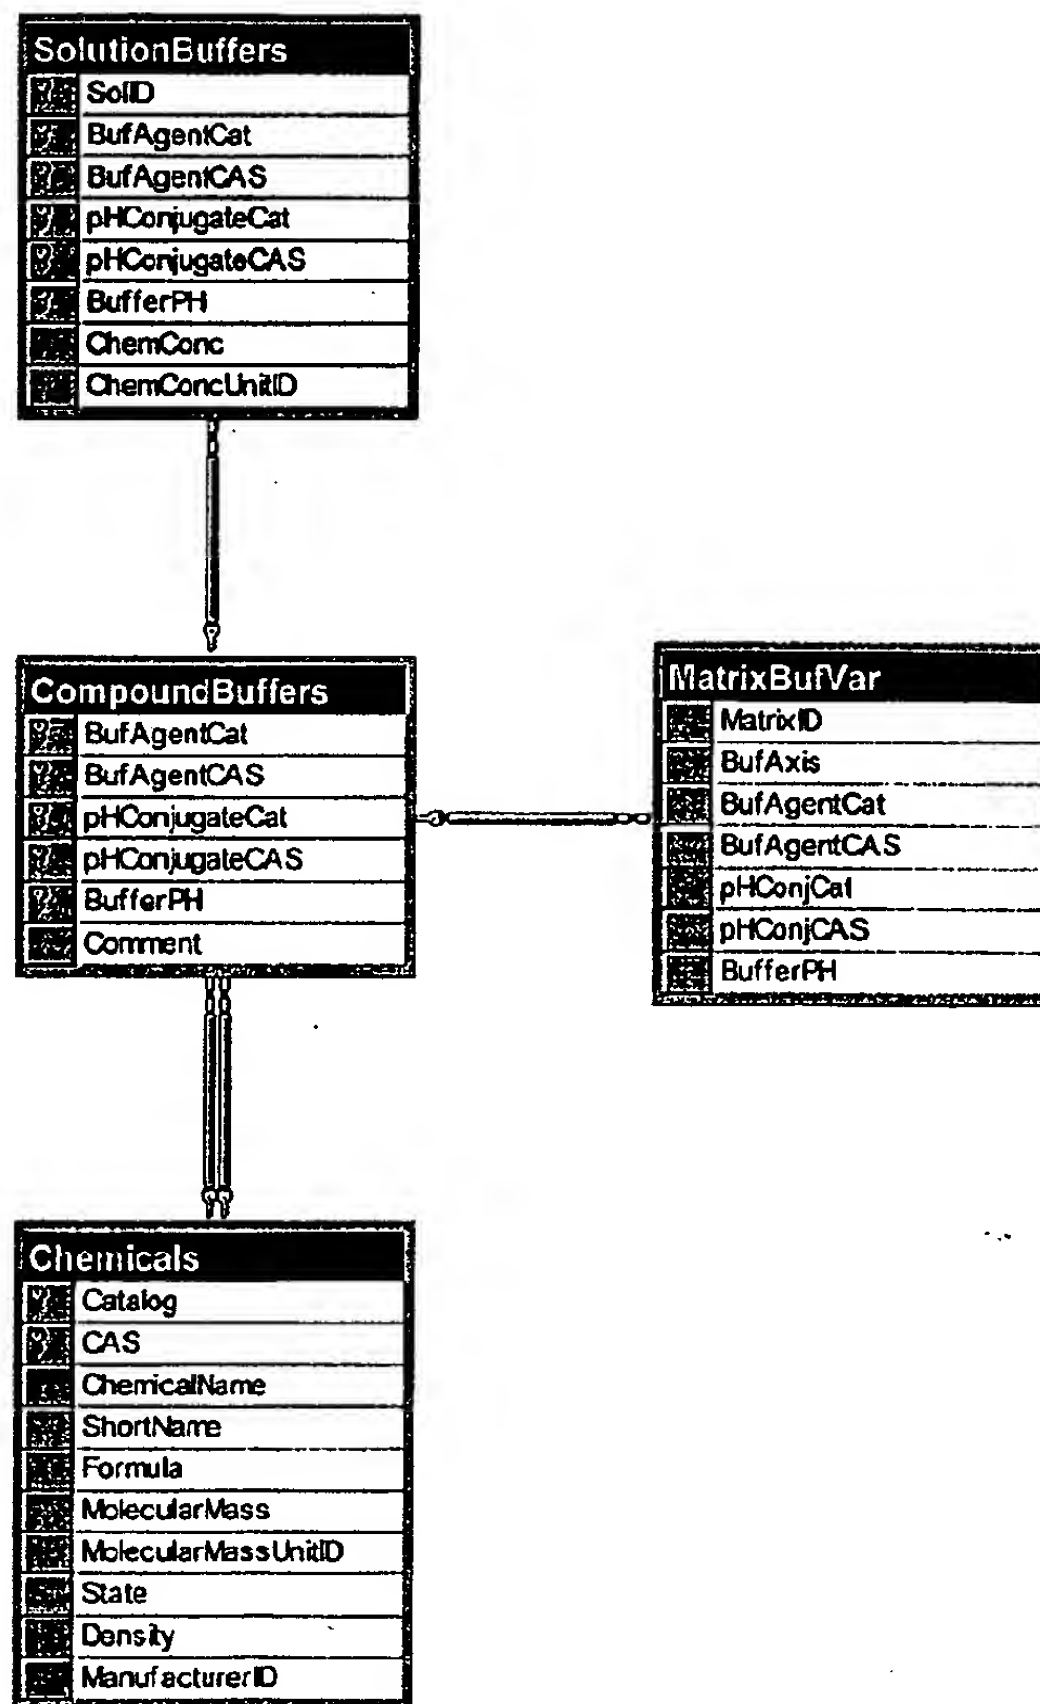 SolutionBuffers
SolID
BufAgentCat
BufAgentCAS
pHConjugateCat
pHConjugateCAS
BufferPH
ChemConc
ChemConcUnitID
CompoundBuffers
BufAgentCat
BufAgentCAS
pHConjugateCat
pHConjugateCAS
BufferPH
Comment
MatrixBufVar
MatrixID
BufAxis
BufAgentCat
BufAgentCAS
pHConjCat
pHConjCAS
BufferPH
Chemicals
Catalog
CAS
ChemicalName
ShortName
Formula
MolecularMass
MolecularMassUnitID
State
Density
ManufacturerID